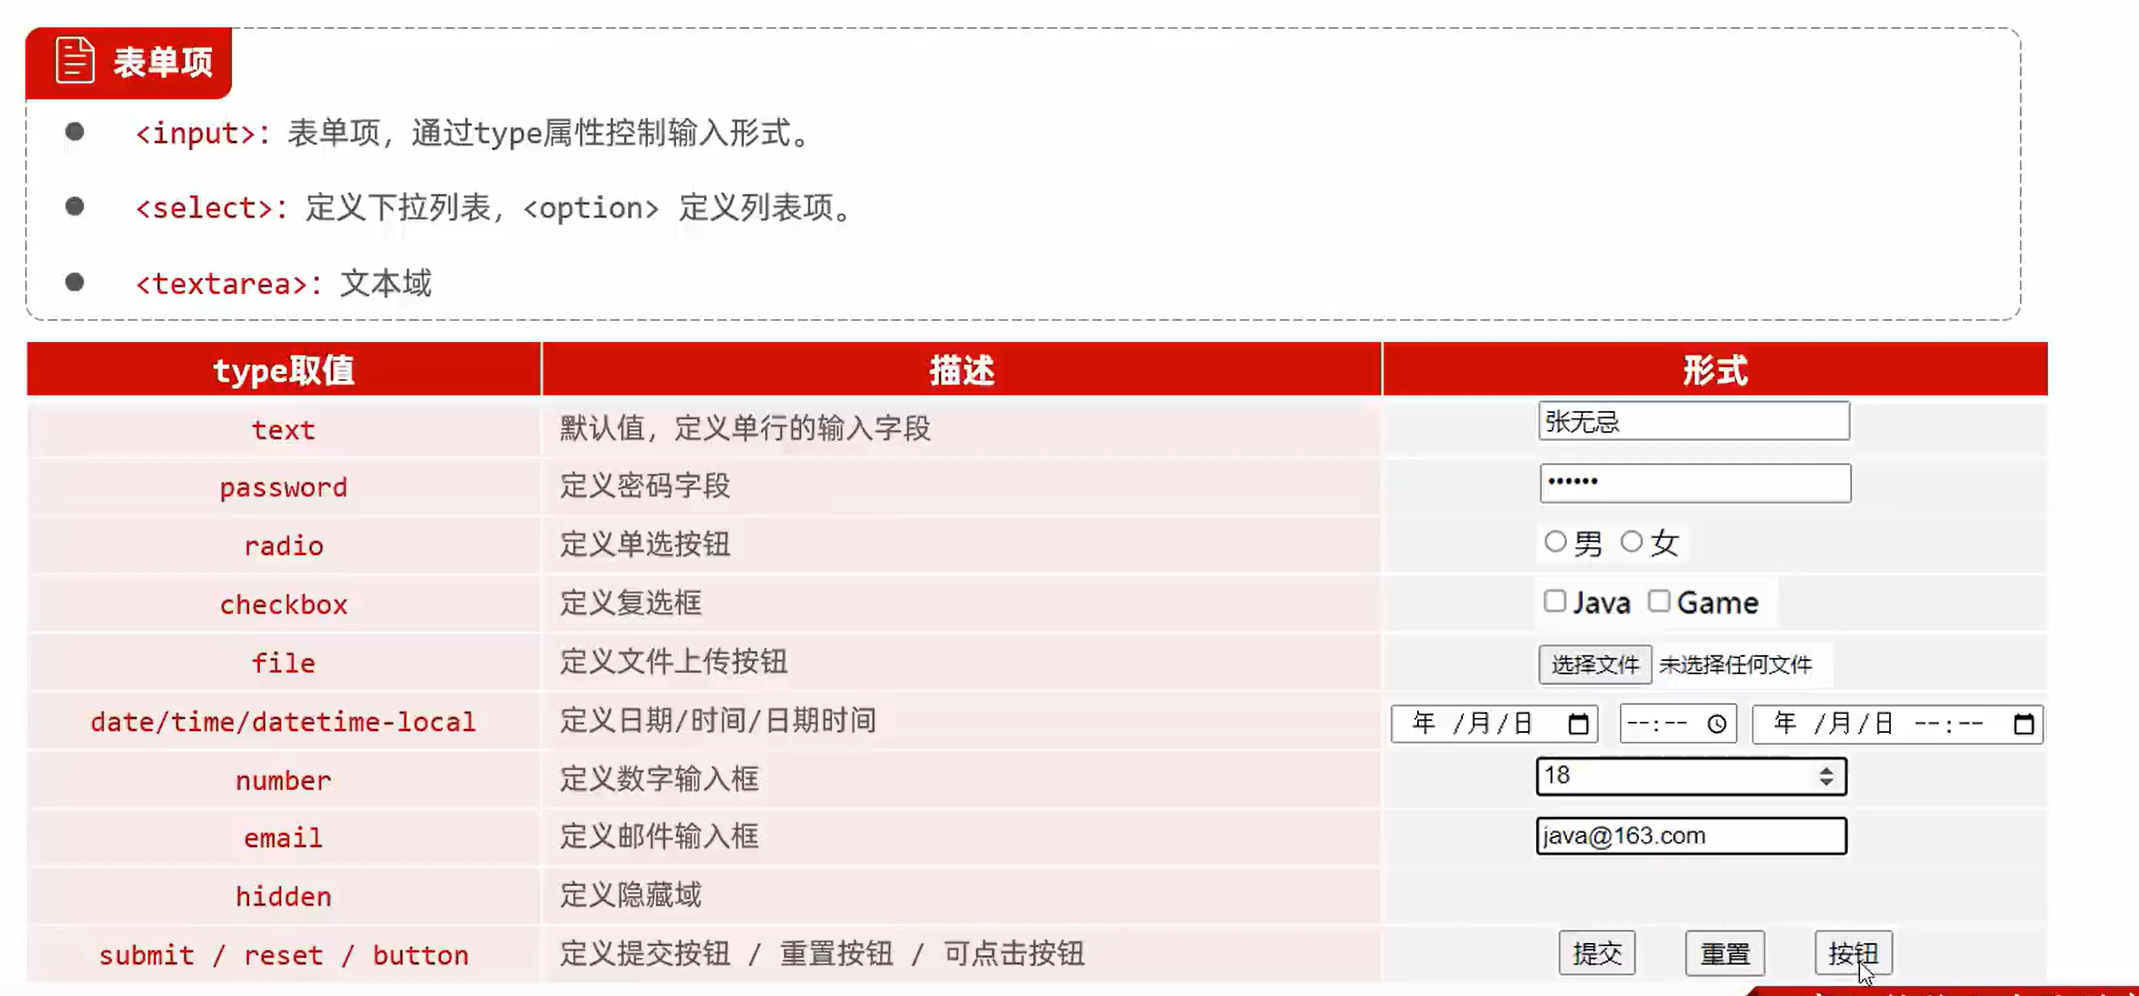 表单项
<input>：表单项，通过type属性控制输入形式。
<select>：定义下拉列表，<option> 定义列表项。
<textarea>：文本域
type取值 描述 形式
text 默认值，定义单行的输入字段 张无忌
password 定义密码字段 ••••••
radio 定义单选按钮 男 女
checkbox 定义复选框 Java Game
file 定义文件上传按钮 选择文件 未选择任何文件
date/time/datetime-local 定义日期/时间/日期时间 年 /月/日 --:-- 年 /月/日 --:--
number 定义数字输入框 18
email 定义邮件输入框 java@163.com
hidden 定义隐藏域
submit / reset / button 定义提交按钮 / 重置按钮 / 可点击按钮 提交 重置 按钮